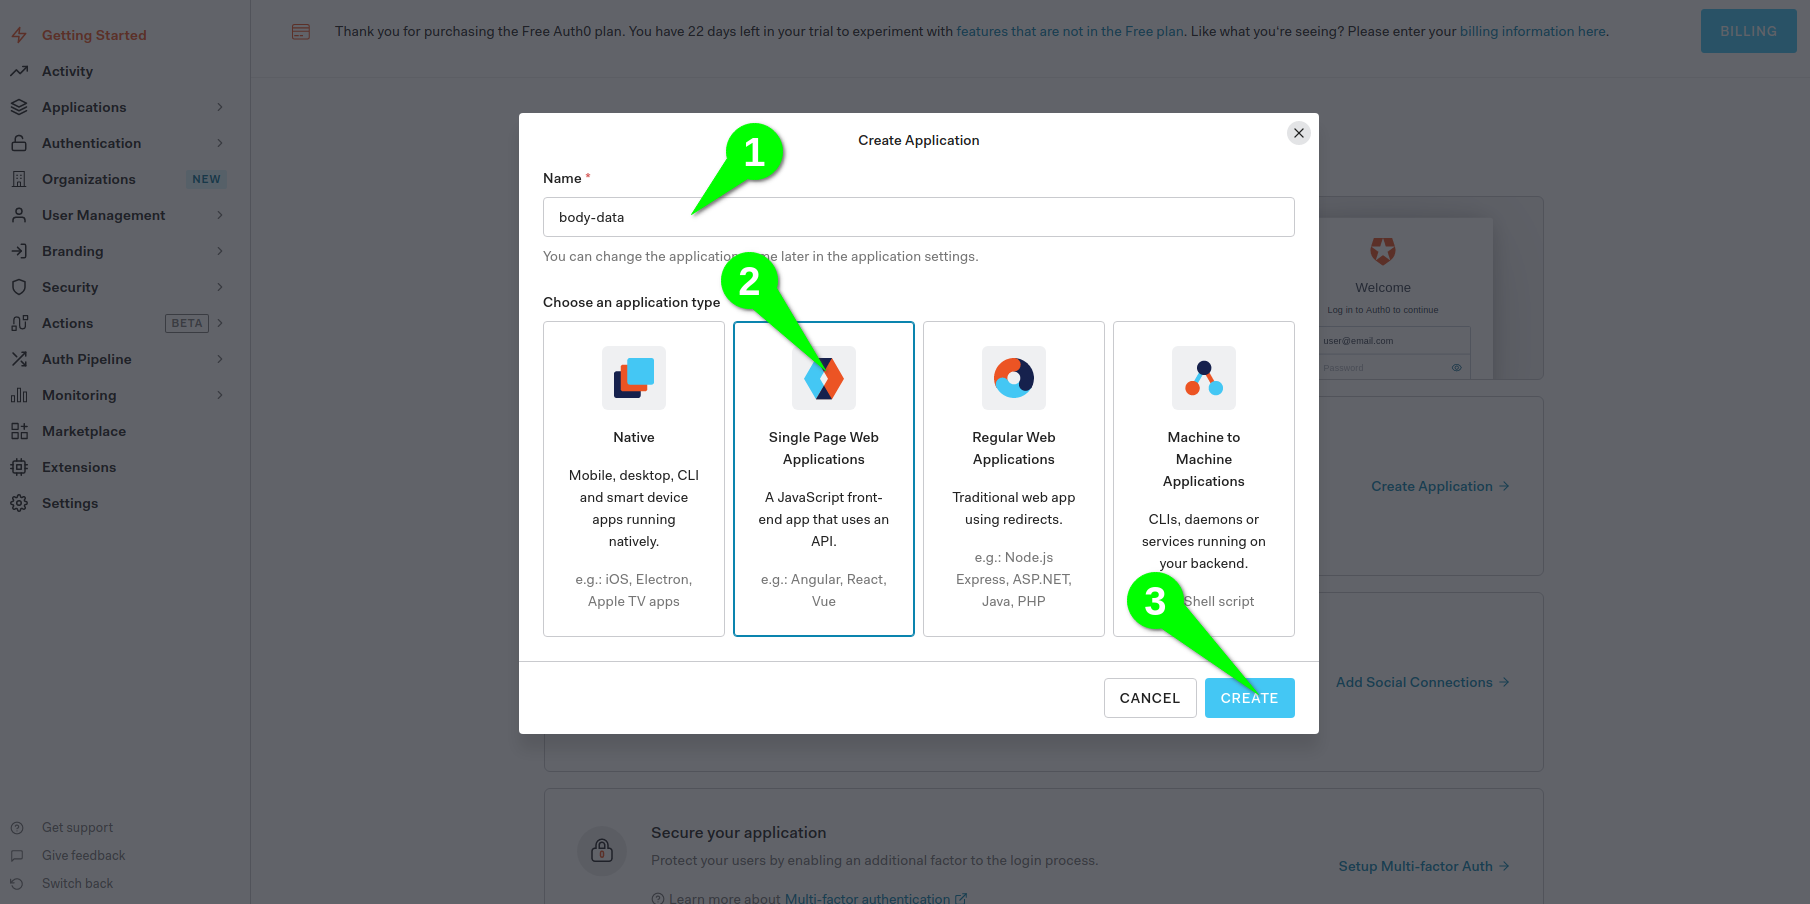 Getting Started
Activity
Applications
Authentication
Organizations NEW
User Management
Branding
Security
Actions BETA
Auth Pipeline
Monitoring
Marketplace
Extensions
Settings
Get support
Give feedback
Switch back
Thank you for purchasing the Free Auth0 plan. You have 22 days left in your trial to experiment with features that are not in the Free plan. Like what you're seeing? Please enter your billing information here.
BILLING
Create Application
1
Name *
body-data
You can change the application me later in the application settings.
2
Choose an application type
Native
Mobile, desktop, CLI
and smart device
apps running
natively.
e.g.: iOS, Electron,
Apple TV apps
Single Page Web
Applications
A JavaScript front-
end app that uses an
API.
e.g.: Angular, React,
Vue
Regular Web
Applications
Traditional web app
using redirects.
e.g.: Node.js
Express, ASP.NET,
Java, PHP
Machine to
Machine
Applications
CLIs, daemons or
services running on
your backend.
Shell script
3
CANCEL
CREATE
Welcome
Log in to Auth0 to continue
user@email.com
Password
Create Application
Add Social Connections
Secure your application
Protect your users by enabling an additional factor to the login process.
Setup Multi-factor Auth
Learn more about Multi-factor authentication